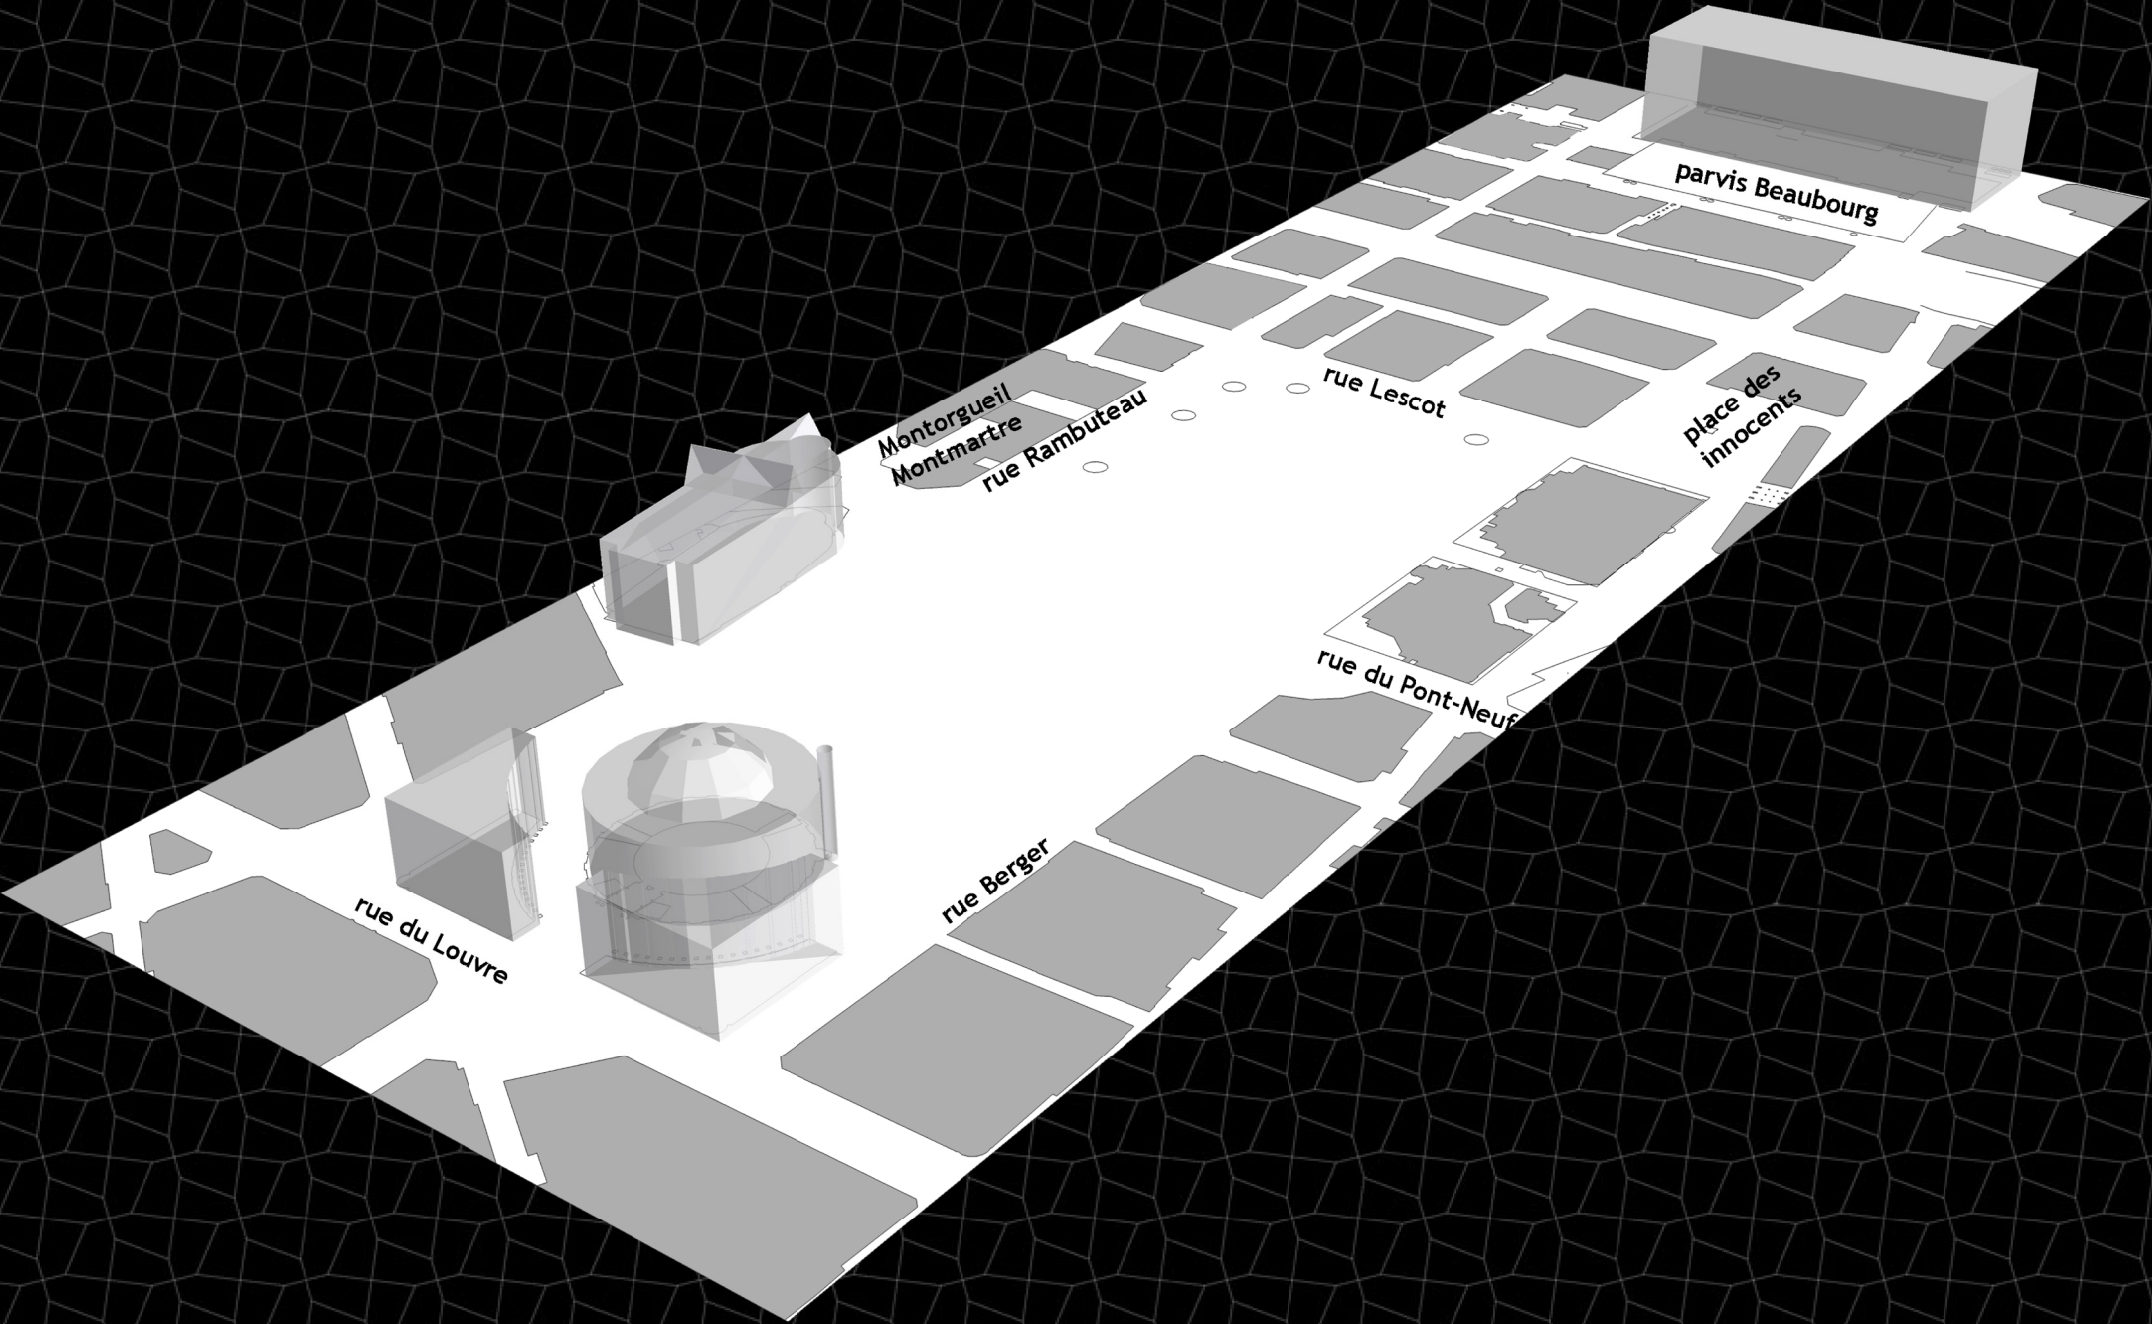 parvis Beaubourg
rue Lescot
place des
innocents
Montorgueil
Montmartre
rue Rambuteau
rue du Pont-Neuf
rue Berger
rue du Louvre